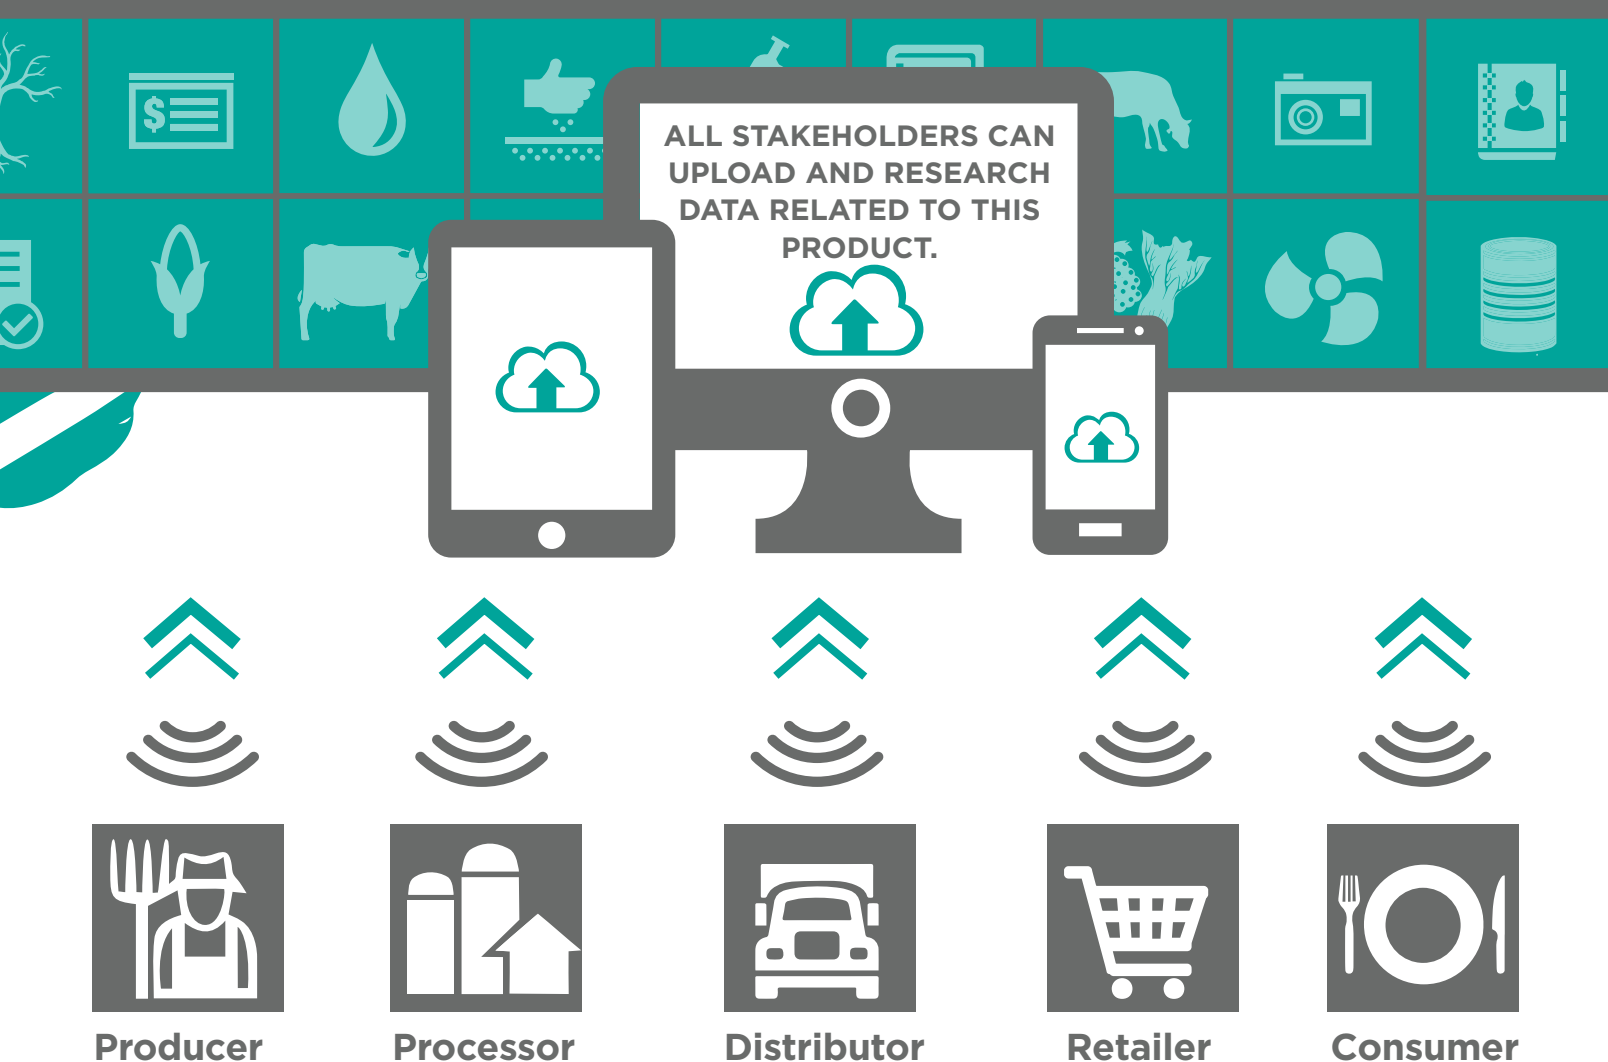 $
ALL STAKEHOLDERS CAN
UPLOAD AND RESEARCH
DATA RELATED TO THIS
PRODUCT.
Producer
Processor
Distributor
Retailer
Consumer